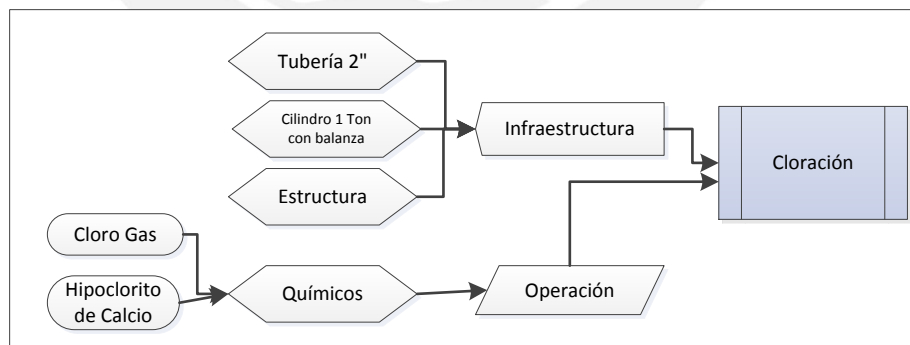 Tubería 2"
Cilindro 1 Ton
con balanza
Infraestructura
Cloración
Estructura
Cloro Gas
Hipoclorito
de Calcio
Químicos
Operación